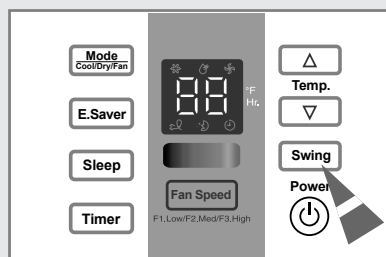 Mode
Cool/Dry/Fan
E.Saver
Sleep
Timer
88
°F
Hr.
Fan Speed
F1.Low/F2.Med/F3.High
Temp.
Swing
Power